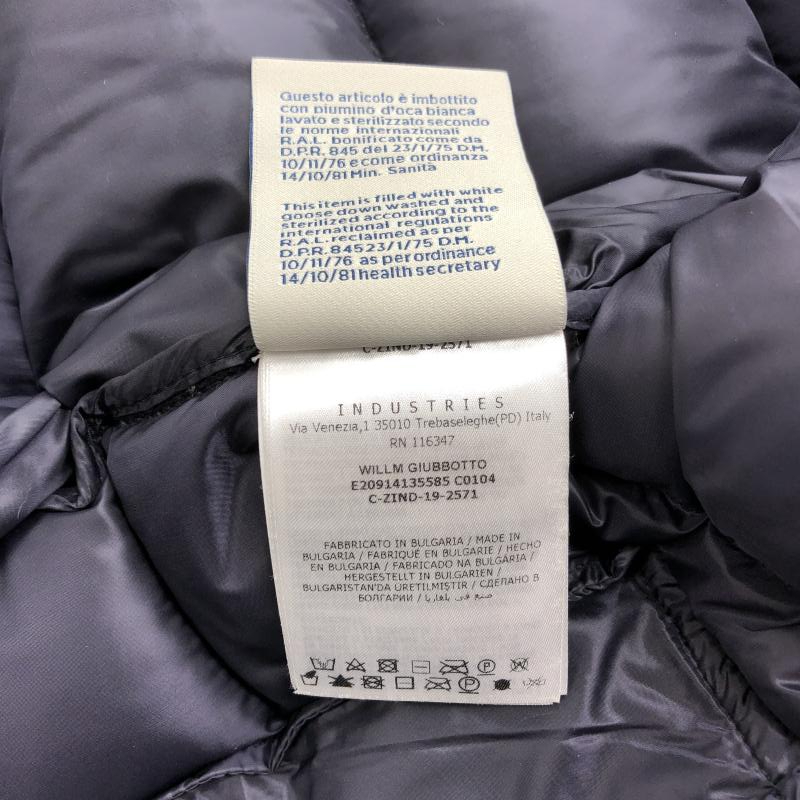 Questo articolo è imbottito
con piumino d'oca bianca
lavato e sterilizzato secondo
le norme internazionali
R.A.L. bonificato come da
D.P.R. 845 del 23/1/75 D.M.
10/11/76 e come ordinanza
14/10/81 Min. Sanità
This item is filled with white
goose down washed and
sterilized according to the
international regulations
R.A.L. reclaimed as per
D.P.R. 84523/1/75 D.M.
10/11/76 as per ordinance
14/10/81 health secretary
C-ZIND-19-2571
INDUSTRIES
Via Venezia,1 35010 Trebaseleghe(PD) Italy
RN 116347
WILLM GIUBBOTTO
E20914135585 C0104
C-ZIND-19-2571
FABBRICATO IN BULGARIA / MADE IN
BULGARIA / FABRIQUÉ EN BULGARIE / HECHO
EN BULGARIA / FABRICADO NA BULGÁRIA /
HERGESTELLT IN BULGARIEN /
BULGARISTAN'DA ÜRETILMIŞTIR / СДЕЛАНО В
БОЛГАРИИ / صنع في بلغاريا